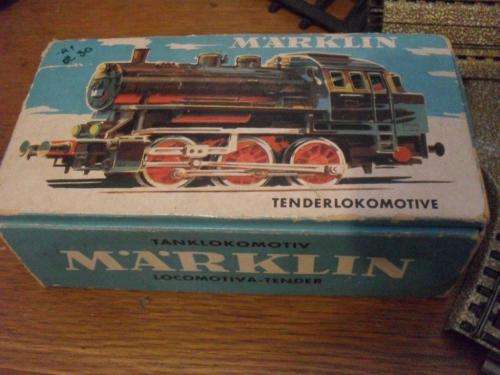 MÄRKLIN
TENDERLOKOMOTIVE
TANKLOKOMOTIV
MÄRKLIN
LOCOMOTIVA-TENDER